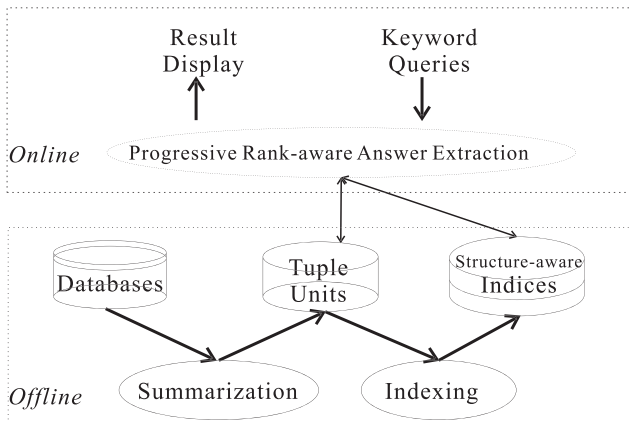 Result
Display
Keyword
Queries
Online
Progressive Rank-aware Answer Extraction
Databases
Tuple
Units
Structure-aware
Indices
Summarization
Indexing
Offline